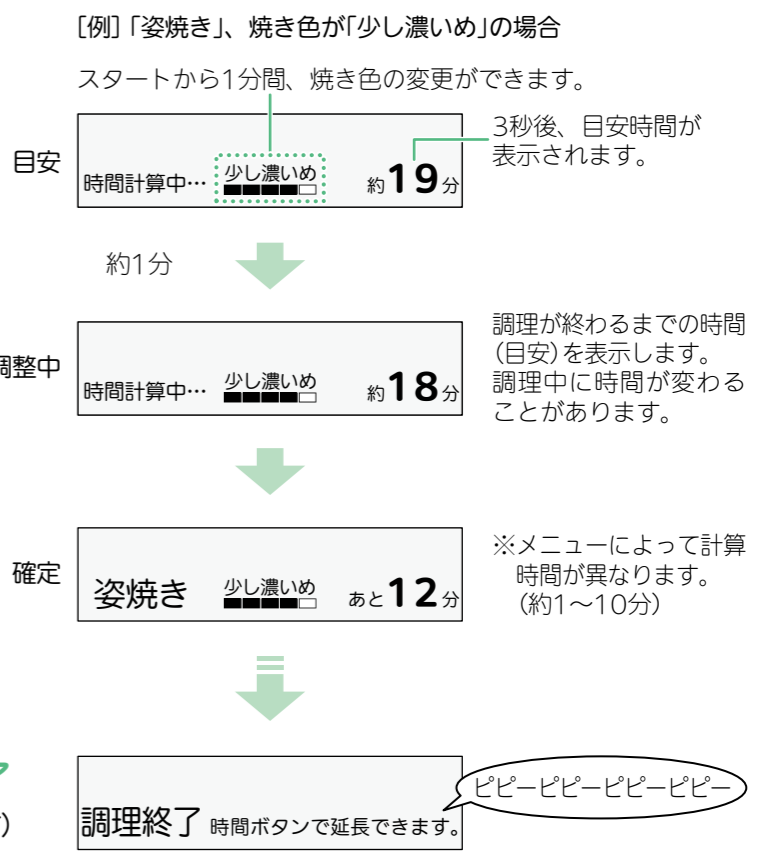 [例]「姿焼き」、焼き色が「少し濃いめ」の場合
スタートから1分間、焼き色の変更ができます。
目安
時間計算中… 少し濃いめ 約19分
3秒後、目安時間が
表示されます。
約1分
調整中
時間計算中… 少し濃いめ 約18分
調理が終わるまでの時間
(目安)を表示します。
調理中に時間が変わる
ことがあります。
確定
姿焼き 少し濃いめ あと12分
※メニューによって計算
時間が異なります。
(約1〜10分)
調理終了 時間ボタンで延長できます。
ピピーピピーピピーピピー